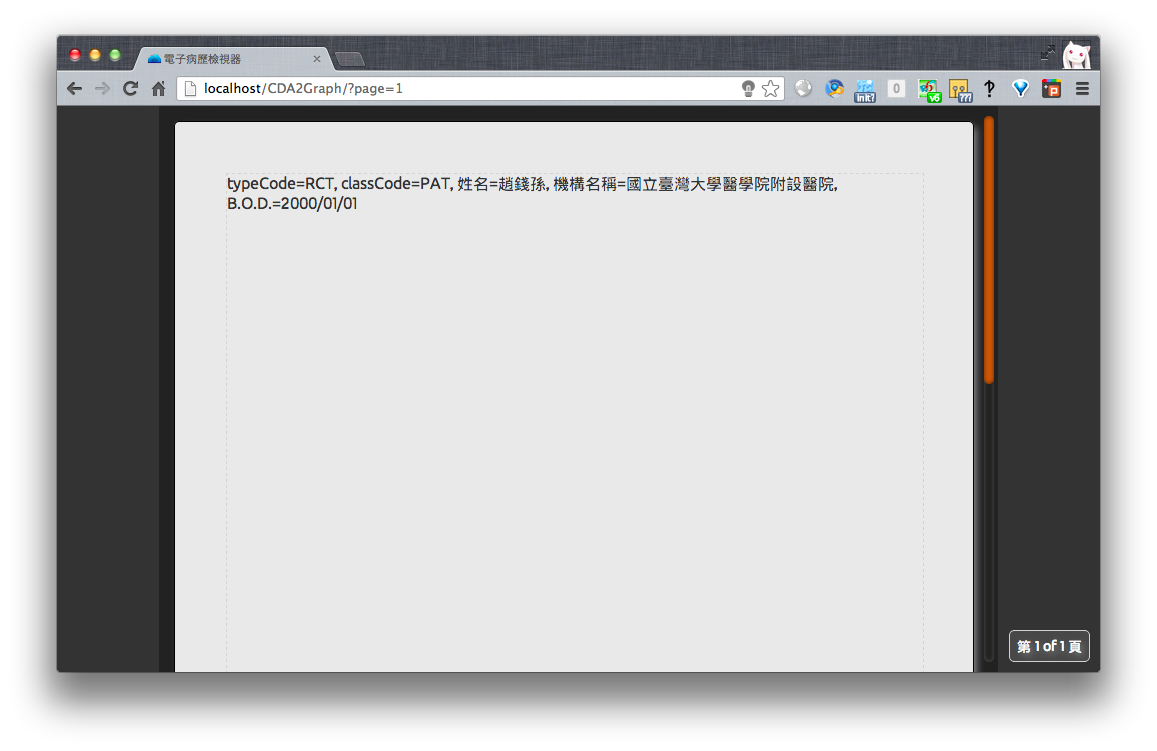 電子病歷檢視器
localhost/CDA2Graph/?page=1
Init?
0
v6
???
typeCode=RCT, classCode=PAT, 姓名=趙錢孫, 機構名稱=國立臺灣大學醫學院附設醫院,
B.O.D.=2000/01/01
第 1 of 1 頁